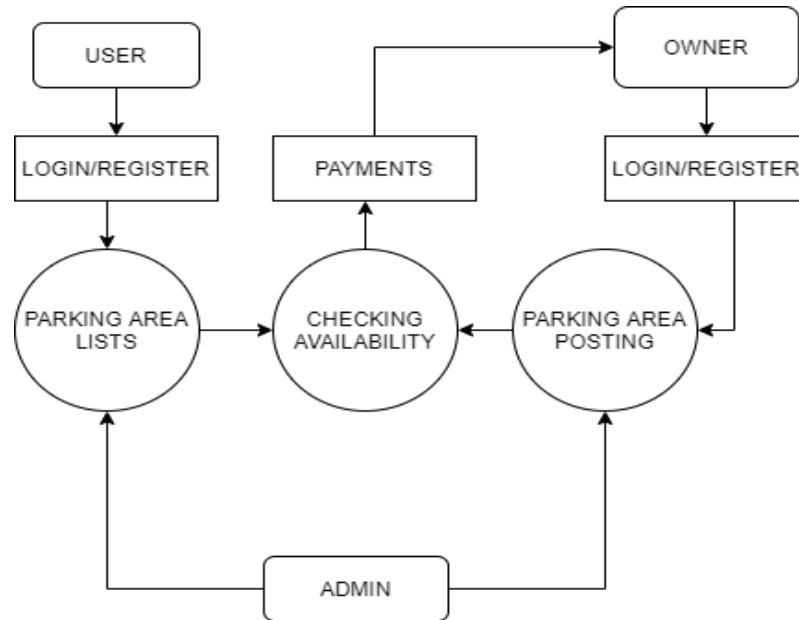 USER
OWNER
LOGIN/REGISTER
PAYMENTS
LOGIN/REGISTER
PARKING AREA
LISTS
CHECKING
AVAILABILITY
PARKING AREA
POSTING
ADMIN